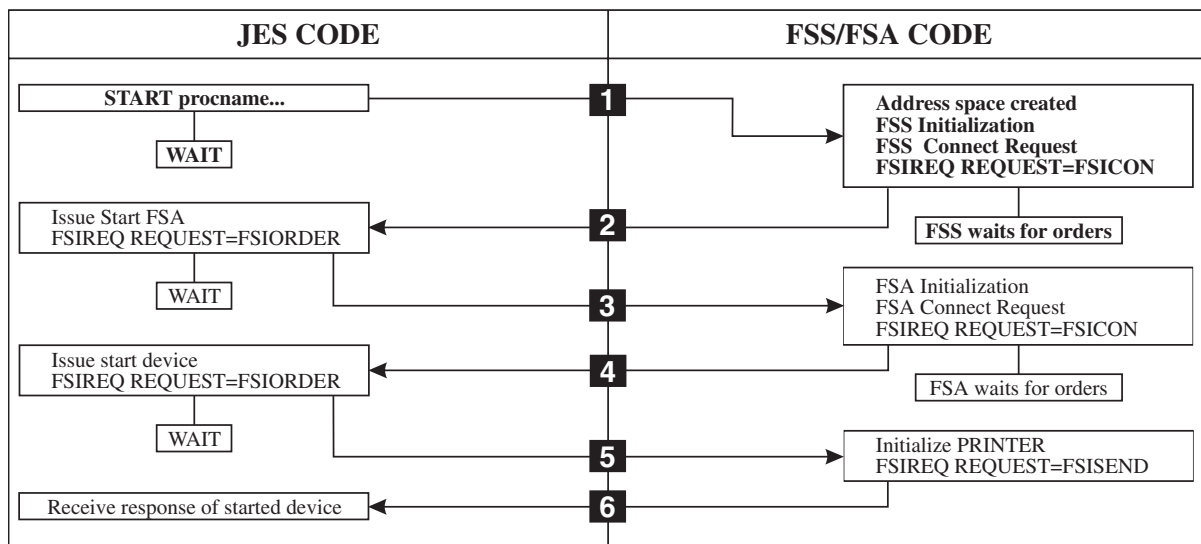 JES CODE
FSS/FSA CODE
START procname...
1
Address space created
FSS Initialization
FSS Connect Request
FSIREQ REQUEST=FSICON
WAIT
Issue Start FSA
FSIREQ REQUEST=FSIORDER
2
FSS waits for orders
WAIT
3
FSA Initialization
FSA Connect Request
FSIREQ REQUEST=FSICON
Issue start device
FSIREQ REQUEST=FSIORDER
4
FSA waits for orders
WAIT
5
Initialize PRINTER
FSIREQ REQUEST=FSISEND
Receive response of started device
6